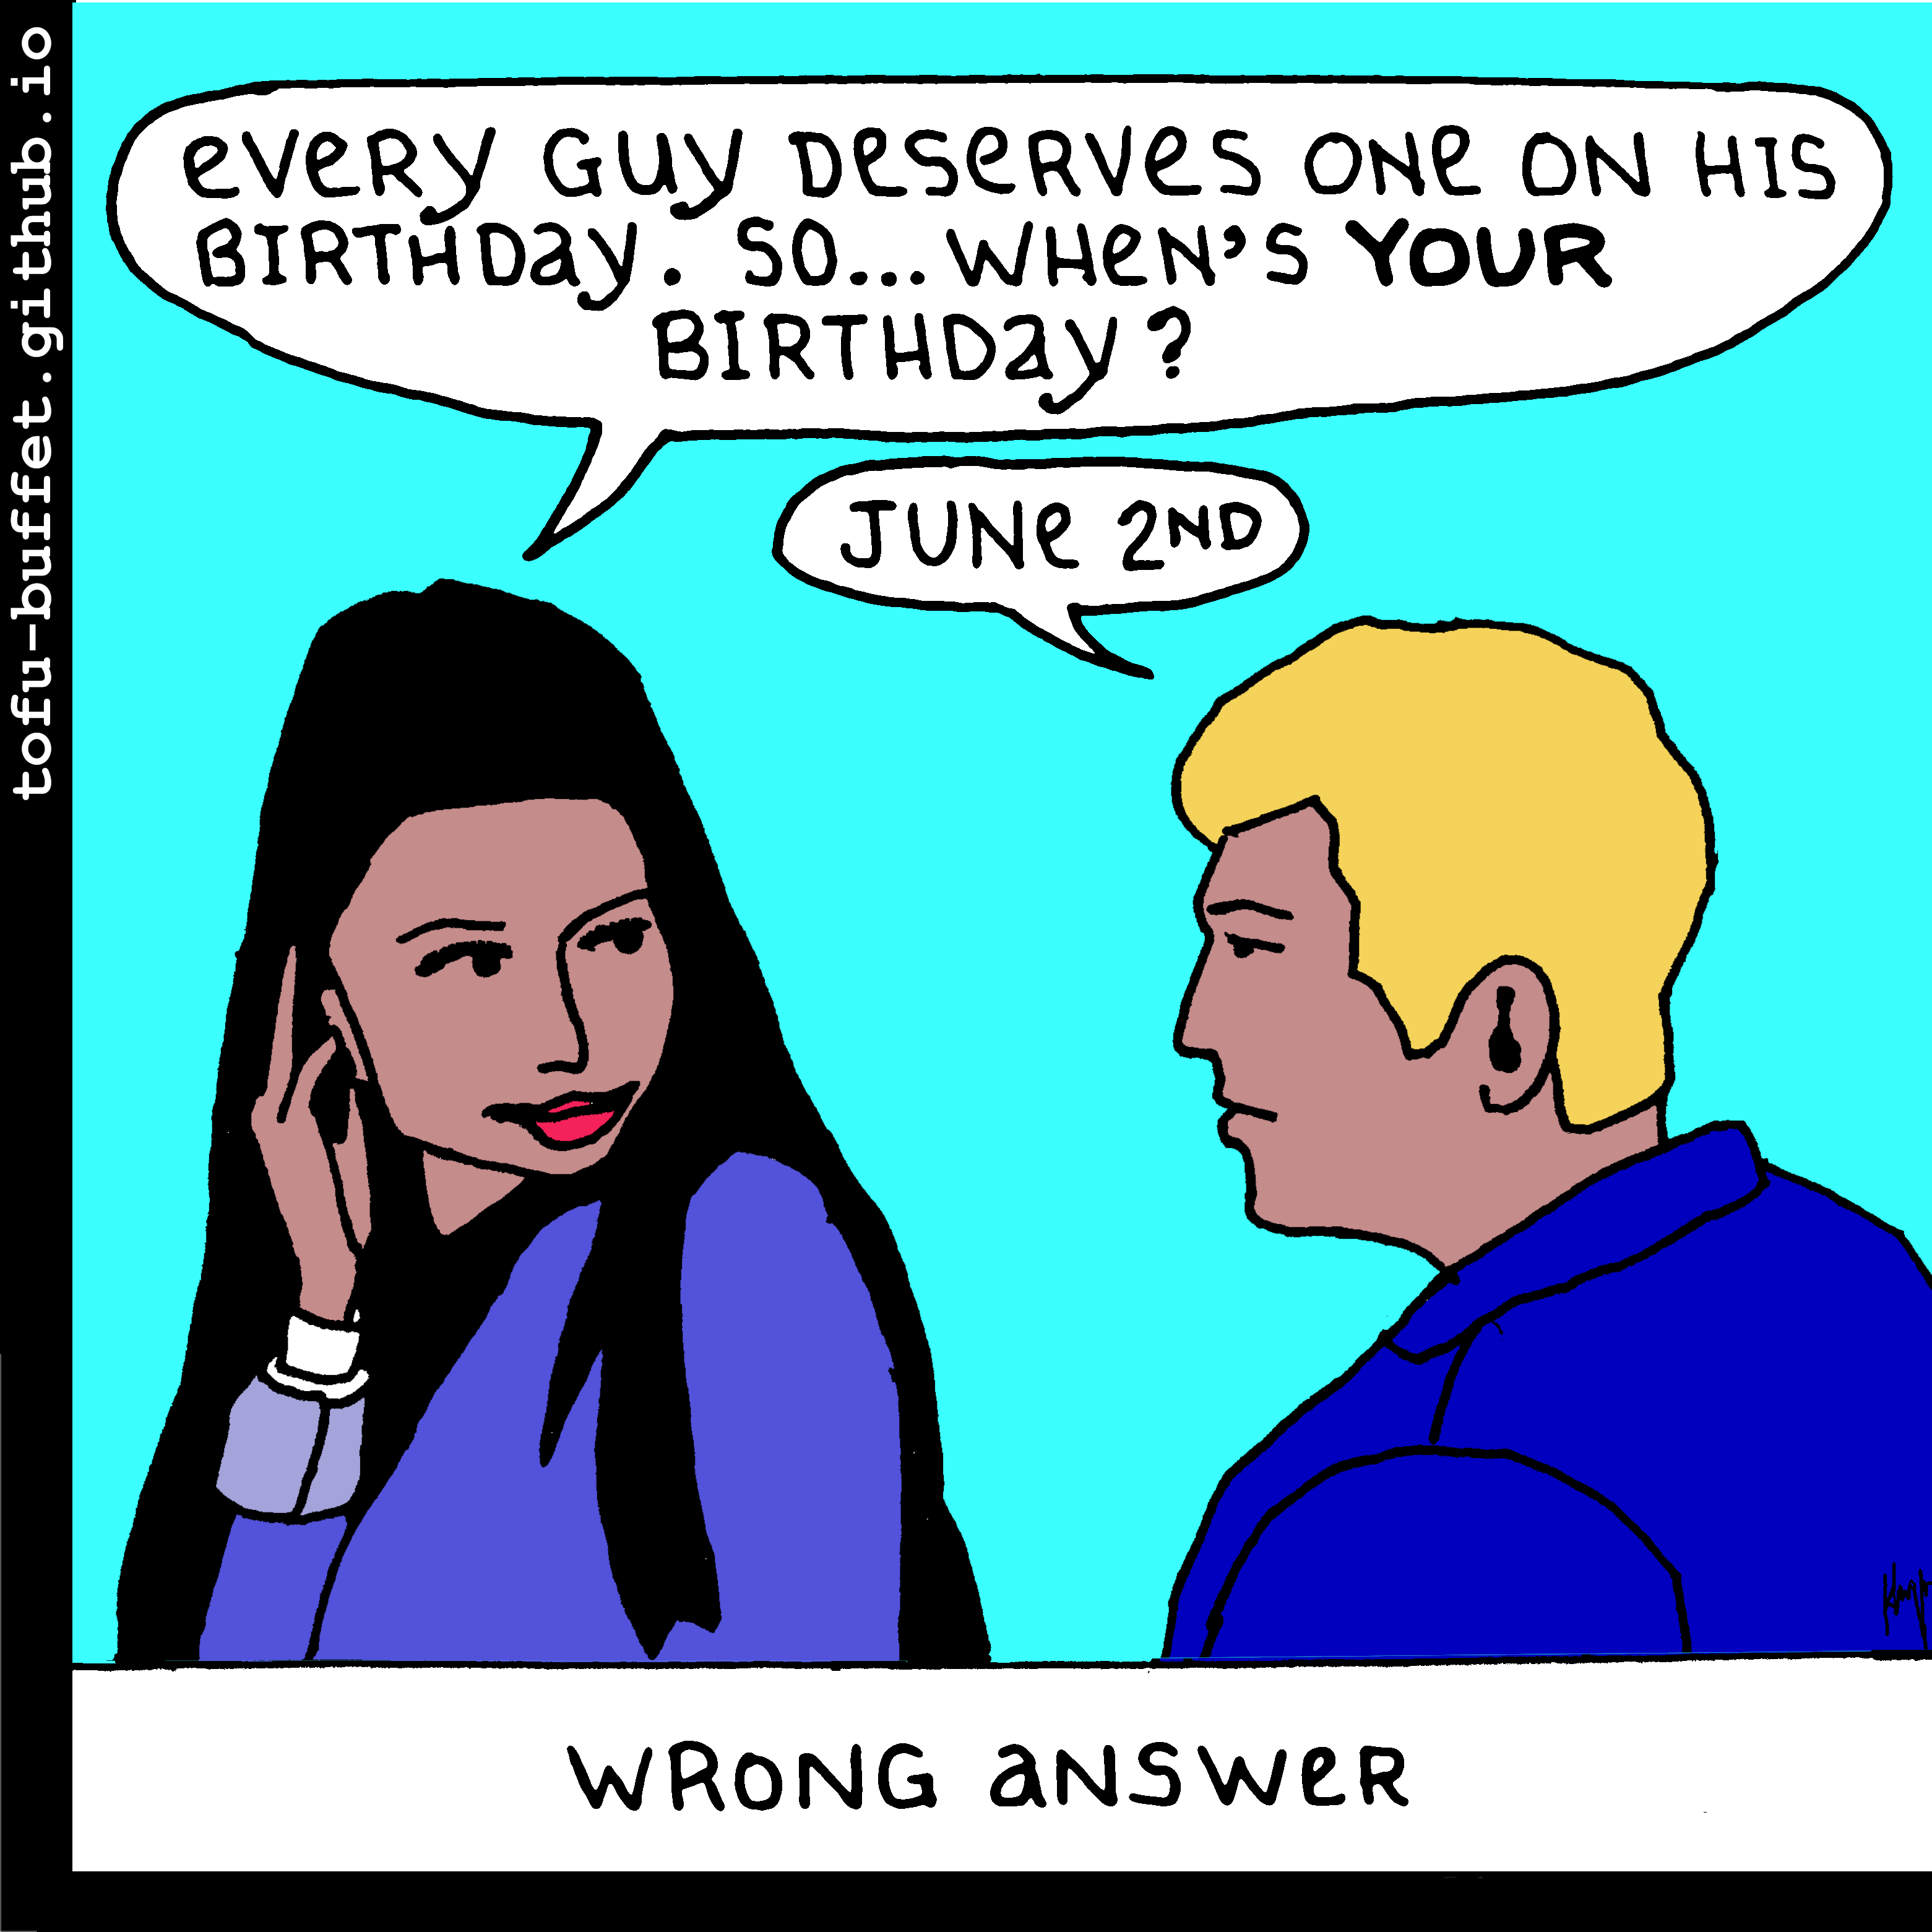 eVeRy GUy DeseRVes ONe ON HIS
BIRTHDay. SO... WHeN'S YOUR
BIRTHDay?
JUNe 2ND
WRONG aNSWeR
tofu-buffet.github.io